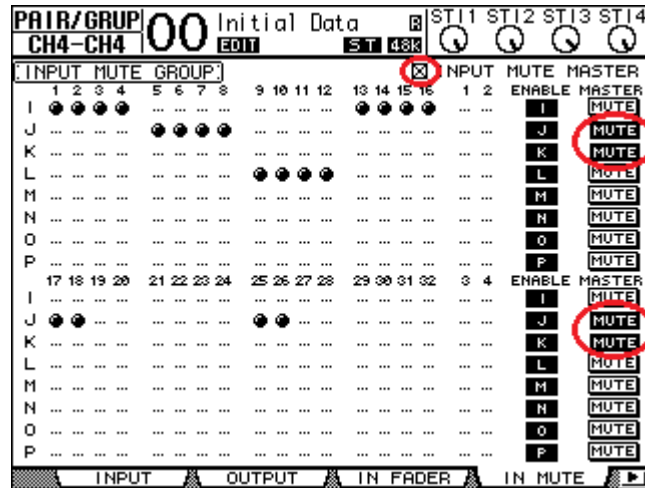 PAIR/GRUP
CH4-CH4
00
Initial Data
EDIT
ST 48K
STI1 STI2 STI3 STI4
INPUT MUTE GROUP
INPUT MUTE MASTER
1 2 3 4 5 6 7 8 9 10 11 12 13 14 15 16 1 2 ENABLE MASTER
I I MUTE
J J MUTE
K K MUTE
L L MUTE
M M MUTE
N N MUTE
O O MUTE
P P MUTE
17 18 19 20 21 22 23 24 25 26 27 28 29 30 31 32 3 4 ENABLE MASTER
I I MUTE
J J MUTE
K K MUTE
L L MUTE
M M MUTE
N N MUTE
O O MUTE
P P MUTE
INPUT OUTPUT IN FADER IN MUTE